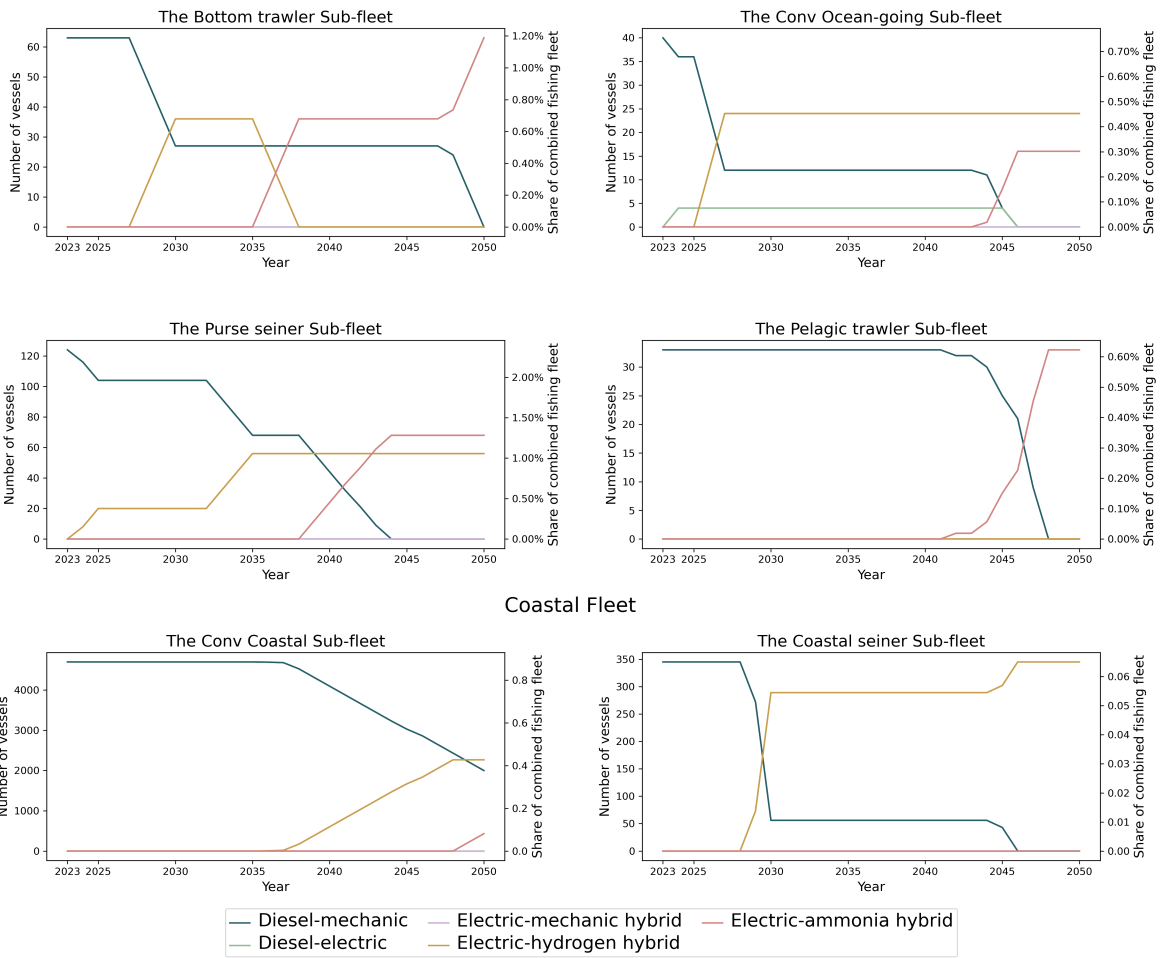 The Bottom trawler Sub-fleet
Number of vessels
60
50
40
30
20
10
0
1.20%
1.00%
0.80%
0.60%
0.40%
0.20%
0.00%
Share of combined fishing fleet
2023 2025 2030 2035 2040 2045 2050
Year
The Conv Ocean-going Sub-fleet
Number of vessels
40
35
30
25
20
15
10
5
0
0.70%
0.60%
0.50%
0.40%
0.30%
0.20%
0.10%
0.00%
Share of combined fishing fleet
2023 2025 2030 2035 2040 2045 2050
Year
The Purse seiner Sub-fleet
Number of vessels
120
100
80
60
40
20
0
2.00%
1.50%
1.00%
0.50%
0.00%
Share of combined fishing fleet
2023 2025 2030 2035 2040 2045 2050
Year
The Pelagic trawler Sub-fleet
Number of vessels
30
25
20
15
10
5
0
0.60%
0.50%
0.40%
0.30%
0.20%
0.10%
0.00%
Share of combined fishing fleet
2023 2025 2030 2035 2040 2045 2050
Year
Coastal Fleet
The Conv Coastal Sub-fleet
Number of vessels
4000
3000
2000
1000
0
0.8
0.6
0.4
0.2
0.0
Share of combined fishing fleet
2023 2025 2030 2035 2040 2045 2050
Year
The Coastal seiner Sub-fleet
Number of vessels
350
300
250
200
150
100
50
0
0.06
0.05
0.04
0.03
0.02
0.01
0.00
Share of combined fishing fleet
2023 2025 2030 2035 2040 2045 2050
Year
Diesel-mechanic Electric-mechanic hybrid Electric-ammonia hybrid
Diesel-electric Electric-hydrogen hybrid